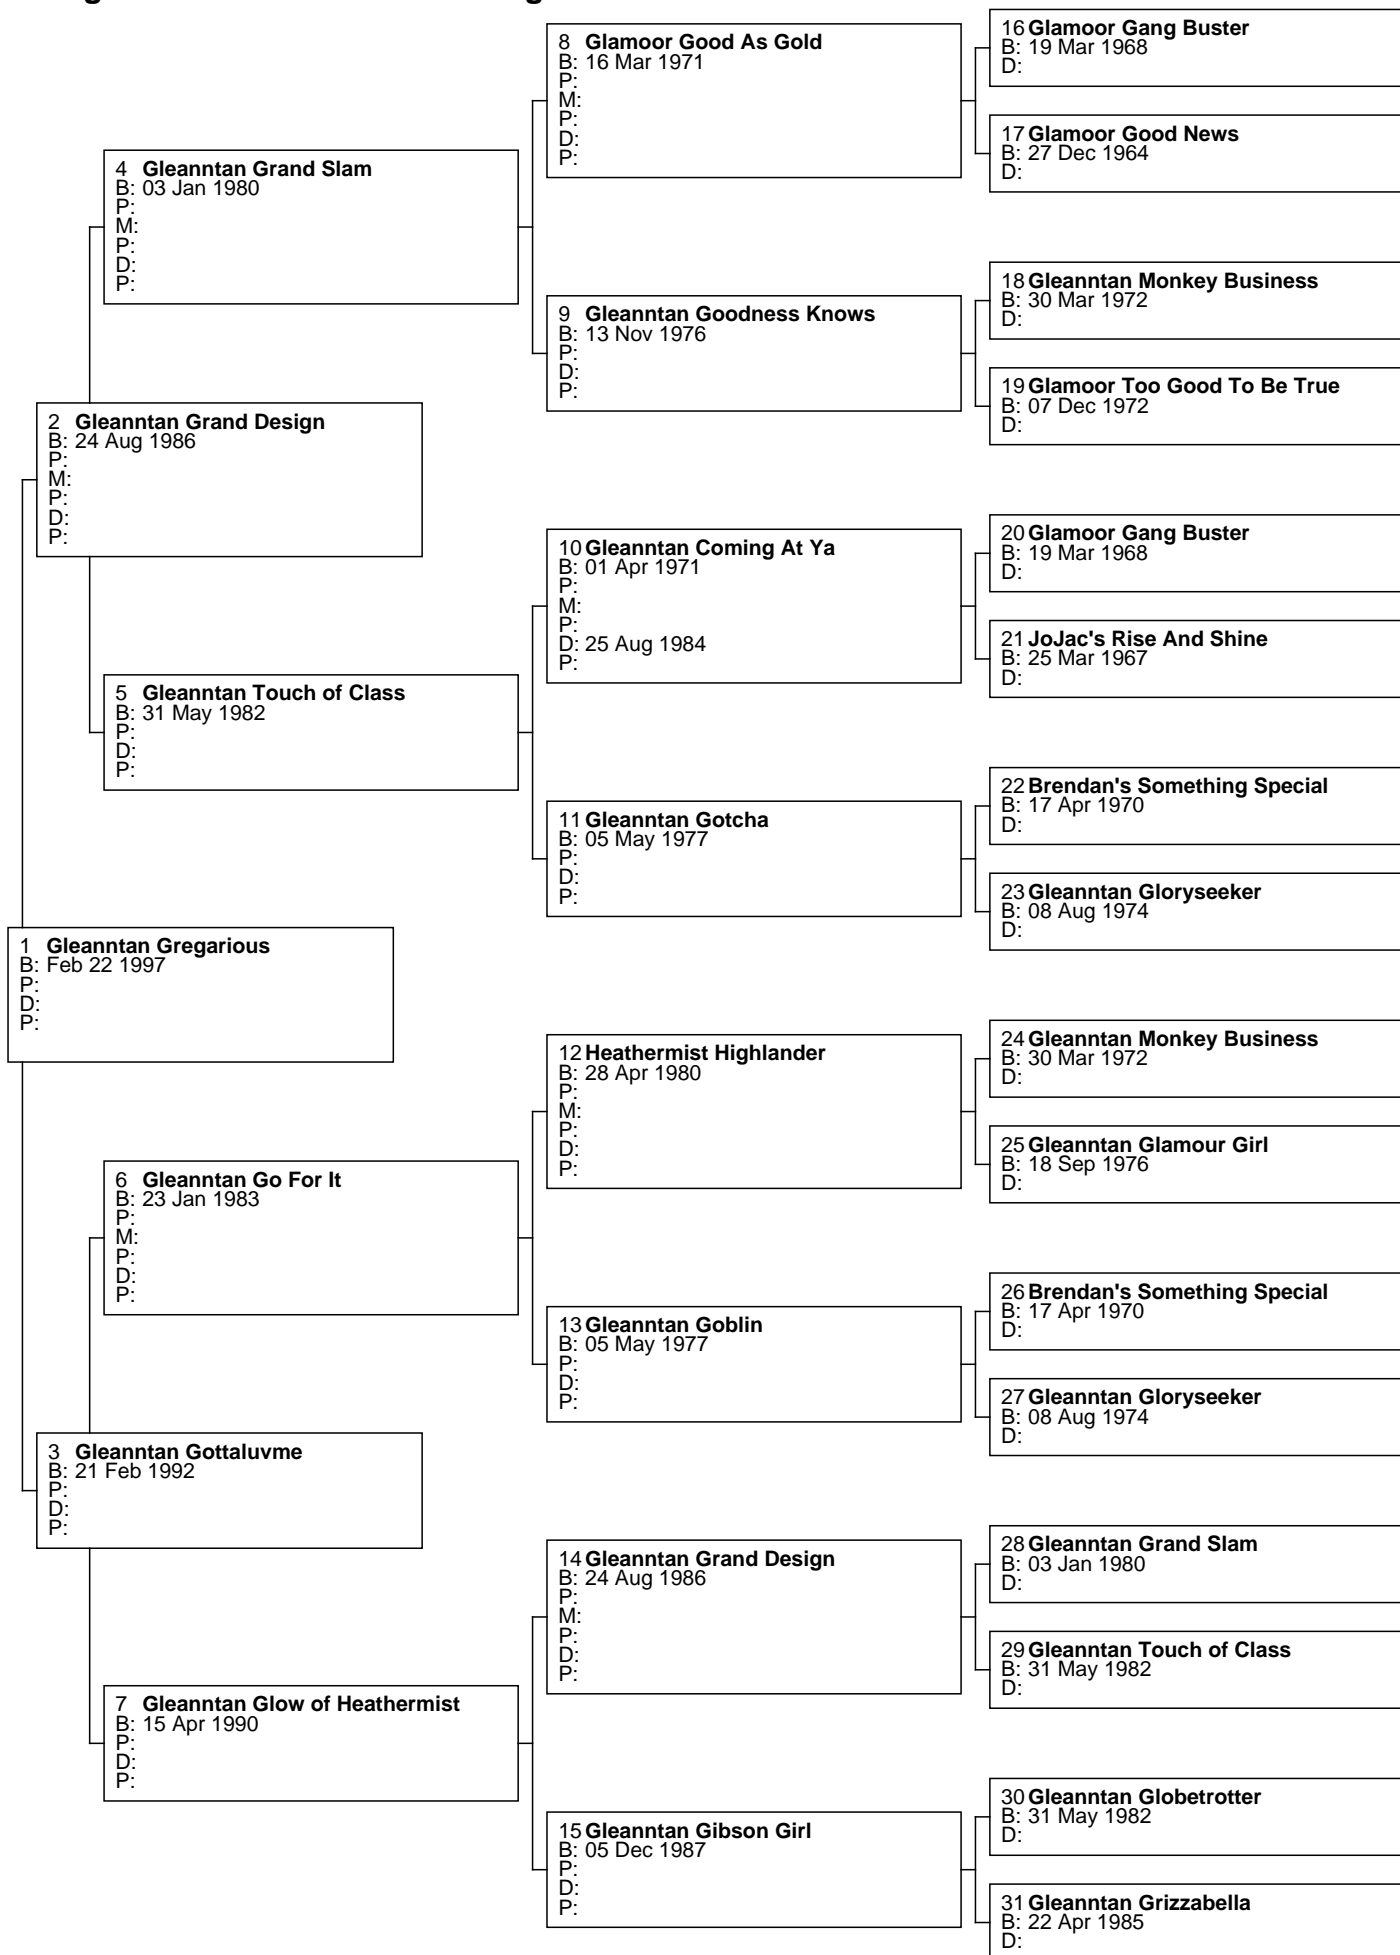 16 Glamoor Gang Buster
B: 19 Mar 1968
D:
8 Glamoor Good As Gold
B: 16 Mar 1971
P:
M:
P:
D:
P:
17 Glamoor Good News
B: 27 Dec 1964
D:
4 Gleanntan Grand Slam
B: 03 Jan 1980
P:
M:
P:
D:
P:
18 Gleanntan Monkey Business
B: 30 Mar 1972
D:
9 Gleanntan Goodness Knows
B: 13 Nov 1976
P:
D:
P:
19 Glamoor Too Good To Be True
B: 07 Dec 1972
D:
2 Gleanntan Grand Design
B: 24 Aug 1986
P:
M:
P:
D:
P:
20 Glamoor Gang Buster
B: 19 Mar 1968
D:
10 Gleanntan Coming At Ya
B: 01 Apr 1971
P:
M:
P:
D: 25 Aug 1984
P:
21 JoJac's Rise And Shine
B: 25 Mar 1967
D:
5 Gleanntan Touch of Class
B: 31 May 1982
P:
D:
P:
22 Brendan's Something Special
B: 17 Apr 1970
D:
11 Gleanntan Gotcha
B: 05 May 1977
P:
D:
P:
23 Gleanntan Gloryseeker
B: 08 Aug 1974
D:
1 Gleanntan Gregarious
B: Feb 22 1997
P:
D:
P:
24 Gleanntan Monkey Business
B: 30 Mar 1972
D:
12 Heathermist Highlander
B: 28 Apr 1980
P:
M:
P:
D:
P:
25 Gleanntan Glamour Girl
B: 18 Sep 1976
D:
6 Gleanntan Go For It
B: 23 Jan 1983
P:
M:
P:
D:
P:
26 Brendan's Something Special
B: 17 Apr 1970
D:
13 Gleanntan Goblin
B: 05 May 1977
P:
D:
P:
27 Gleanntan Gloryseeker
B: 08 Aug 1974
D:
3 Gleanntan Gottaluvme
B: 21 Feb 1992
P:
D:
P:
28 Gleanntan Grand Slam
B: 03 Jan 1980
D:
14 Gleanntan Grand Design
B: 24 Aug 1986
P:
M:
P:
D:
P:
29 Gleanntan Touch of Class
B: 31 May 1982
D:
7 Gleanntan Glow of Heathermist
B: 15 Apr 1990
P:
D:
P:
30 Gleanntan Globetrotter
B: 31 May 1982
D:
15 Gleanntan Gibson Girl
B: 05 Dec 1987
P:
D:
P:
31 Gleanntan Grizzabella
B: 22 Apr 1985
D: